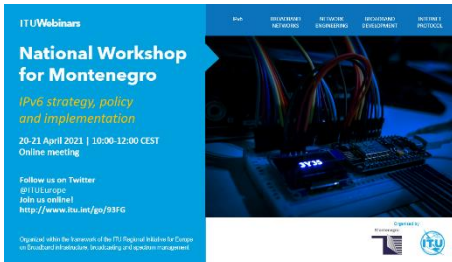 ITUWebinars
National Workshop
for Montenegro
IPv6 strategy, policy
and implementation
20-21 April 2021 | 10:00-12:00 CEST
Online meeting
Follow us on Twitter
@ITUEurope
Join us online!
http://www.itu.int/go/93FG
Organized within the framework of the ITU Regional Initiative for Europe
on Broadband infrastructure, broadcasting and spectrum management
IPv6
BROADBAND
NETWORKS
NETWORK
ENGINEERING
BROADBAND
DEVELOPMENT
INTERNET
PROTOCOL
Organized by
Montenegro
ITU